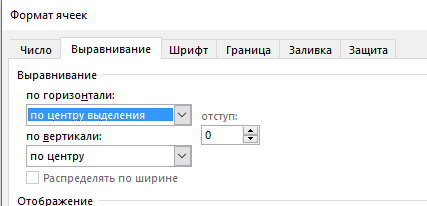 Формат ячеек
Число Выравнивание Шрифт Граница Заливка Защита
Выравнивание
по горизонтали:
по центру выделения отступ:
по вертикали: 0
по центру
Распределять по ширине
Отображение